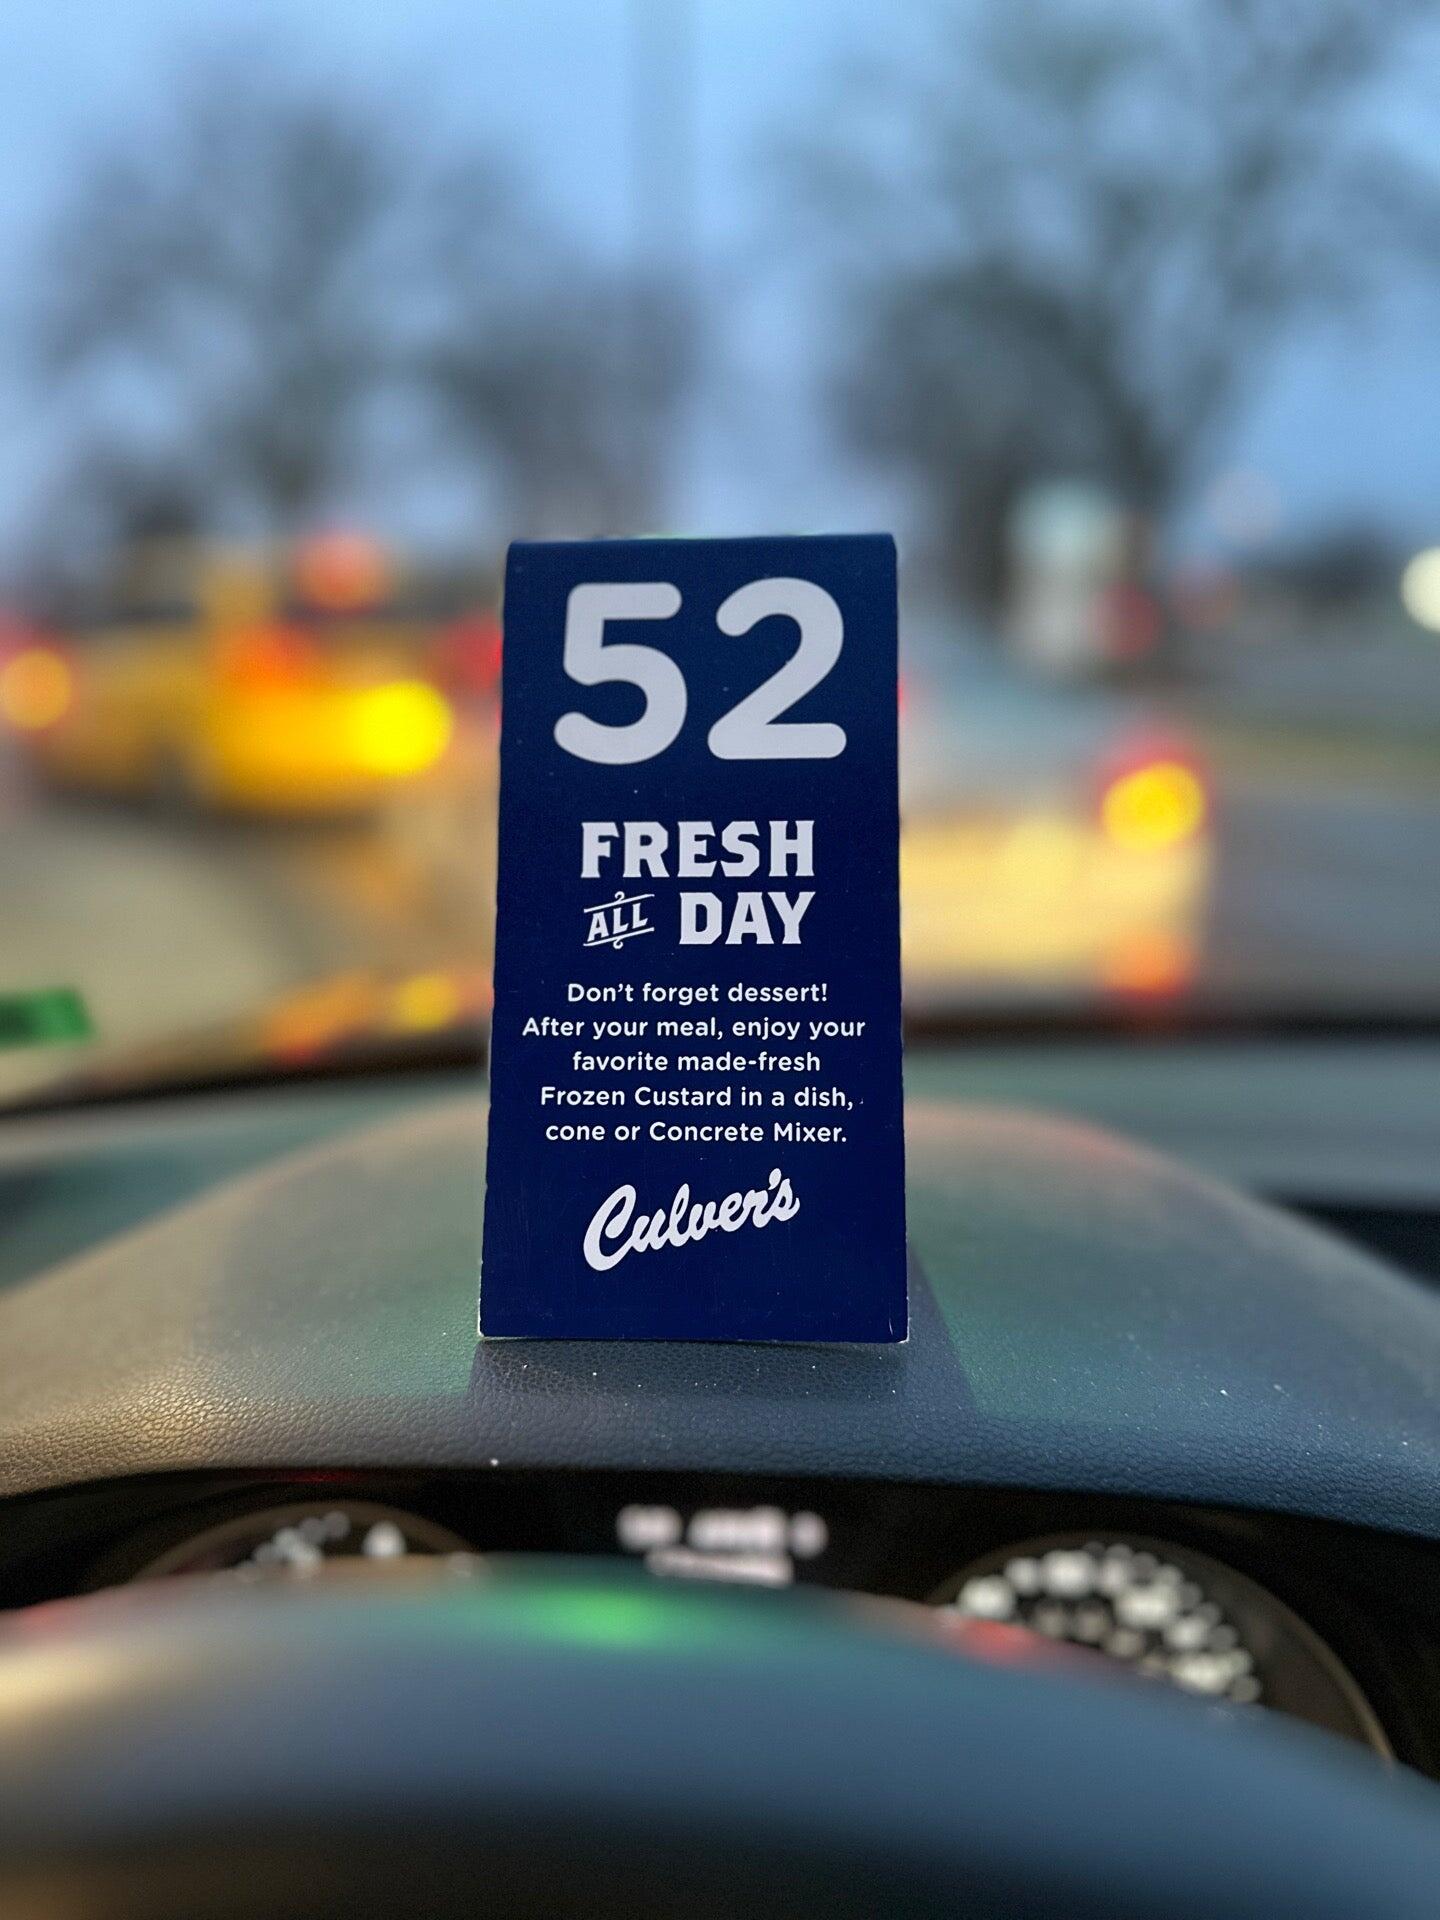 52
FRESH
ALL DAY
Don't forget dessert!
After your meal, enjoy your
favorite made-fresh
Frozen Custard in a dish,
cone or Concrete Mixer.
Culver's